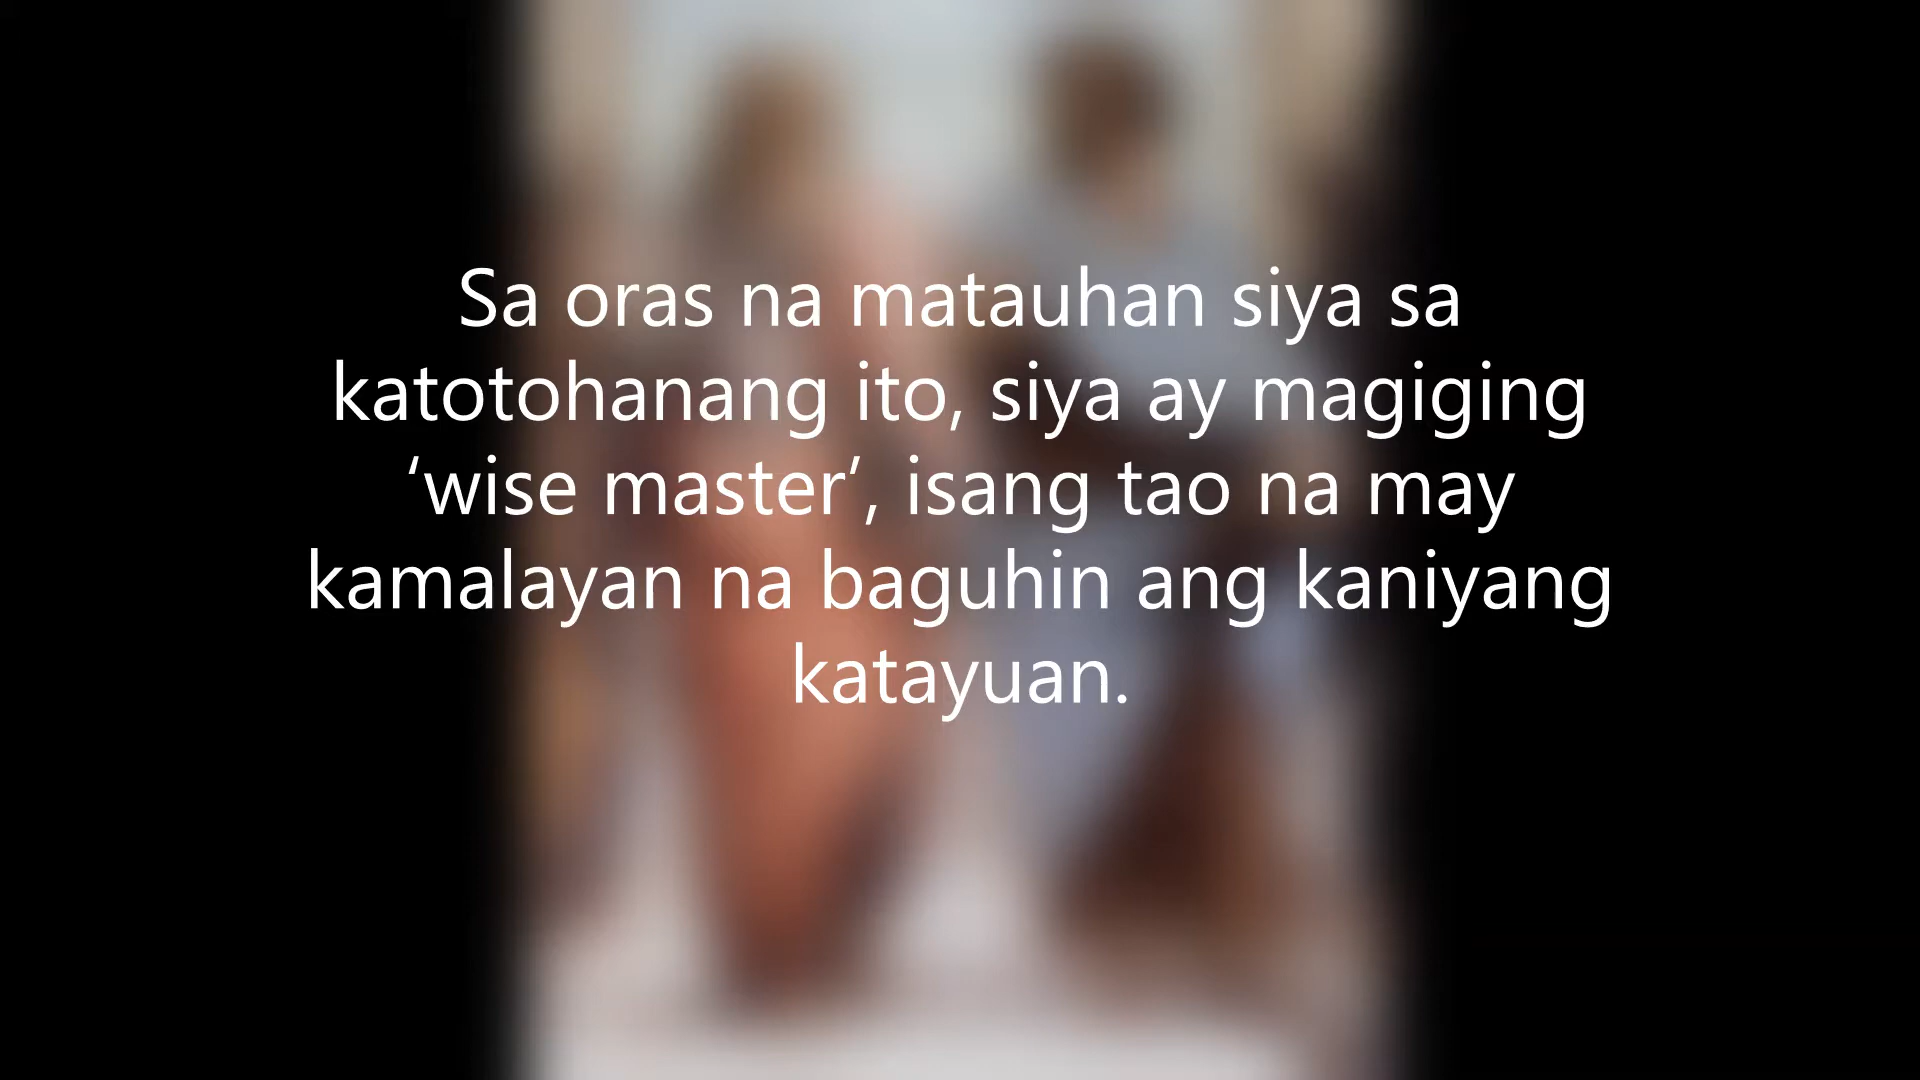 Sa oras na matauhan siya sa
katotohanang ito, siya ay magiging
‘wise master’, isang tao na may
kamalayan na baguhin ang kaniyang
katayuan.